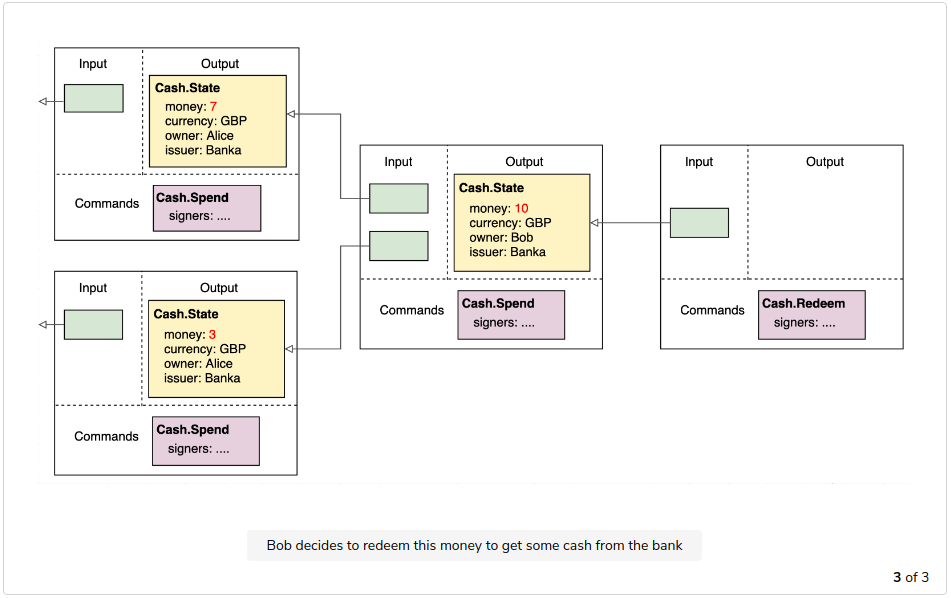 Input
Output
Cash.State
money: 7
currency: GBP
owner: Alice
issuer: Banka
Commands
Cash.Spend
signers: ....
Input
Output
Cash.State
money: 3
currency: GBP
owner: Alice
issuer: Banka
Commands
Cash.Spend
signers: ....
Input
Output
Cash.State
money: 10
currency: GBP
owner: Bob
issuer: Banka
Commands
Cash.Spend
signers: ....
Input
Output
Commands
Cash.Redeem
signers: ....
Bob decides to redeem this money to get some cash from the bank
3 of 3